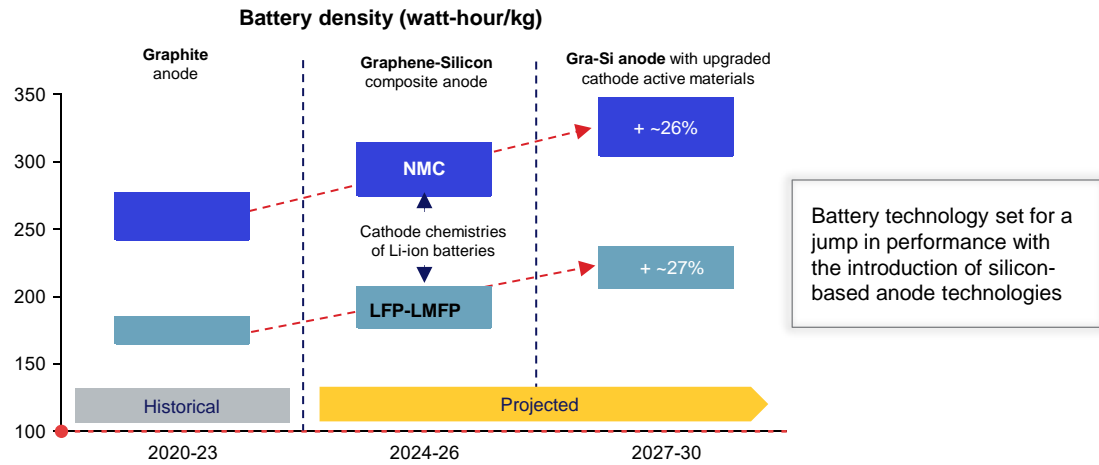 Battery density (watt-hour/kg)
Graphite
anode
Graphene-Silicon
composite anode
Gra-Si anode with upgraded
cathode active materials
350
300
250
200
150
100
+ ~26%
NMC
Cathode chemistries
of Li-ion batteries
+ ~27%
LFP-LMFP
Historical
Projected
2020-23
2024-26
2027-30
Battery technology set for a
jump in performance with
the introduction of silicon-
based anode technologies